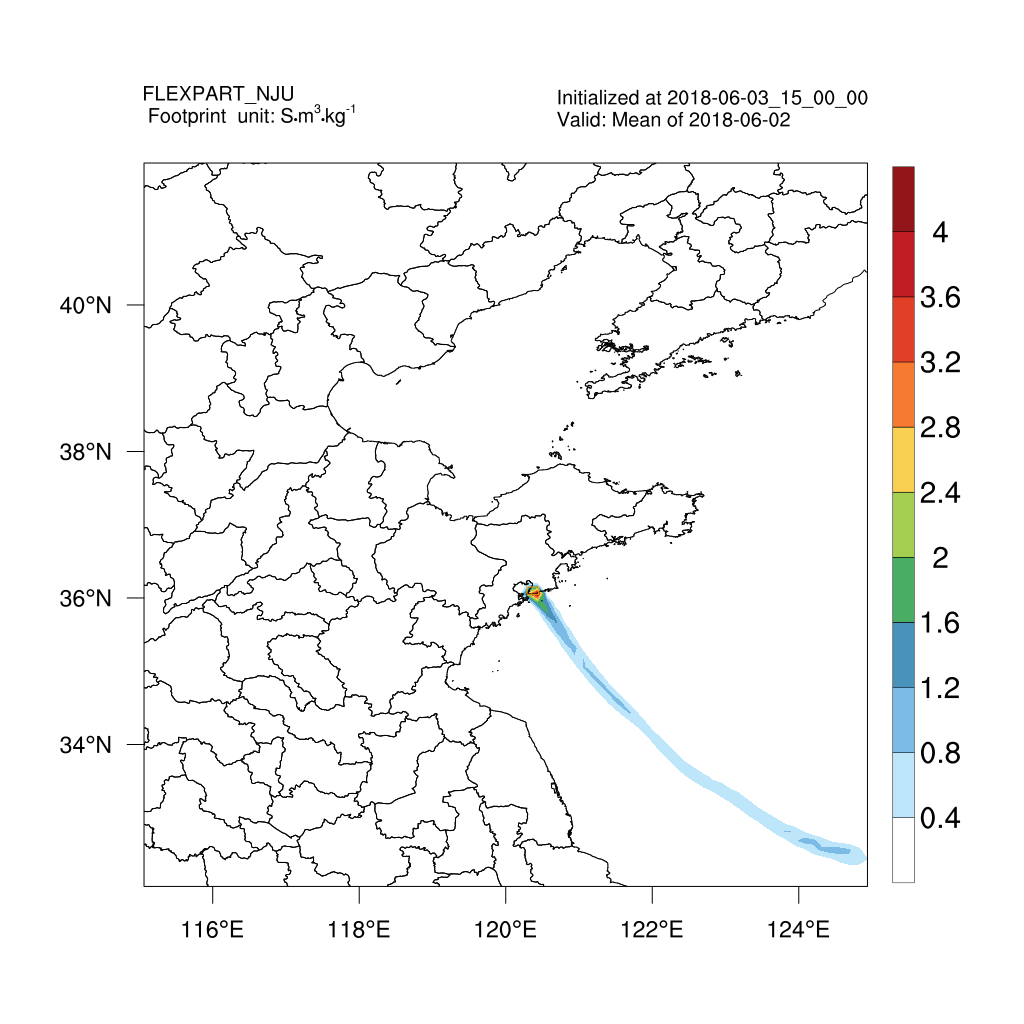 FLEXPART_NJU
Footprint unit: S•m³•kg⁻¹
Initialized at 2018-06-03_15_00_00
Valid: Mean of 2018-06-02
40°N
38°N
36°N
34°N
116°E
118°E
120°E
122°E
124°E
4
3.6
3.2
2.8
2.4
2
1.6
1.2
0.8
0.4